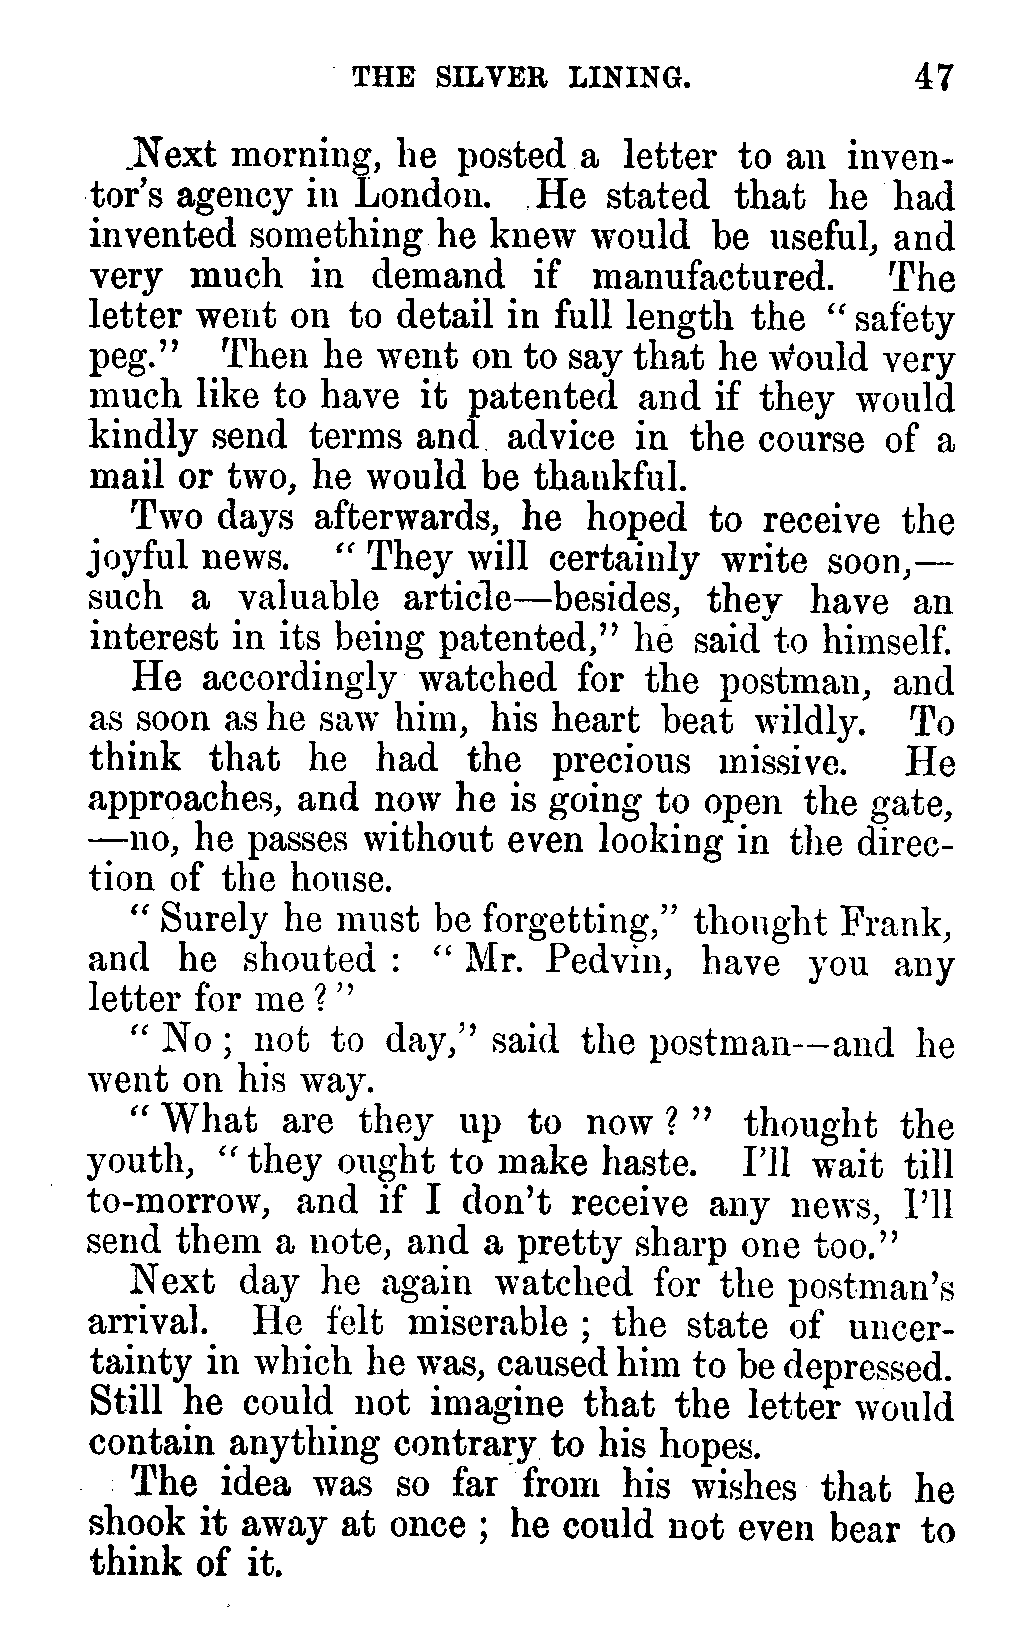 THE SILVER LINING. 47
Next morning, he posted a letter to an inven-
tor's agency in London. He stated that he had
invented something he knew would be useful, and
very much in demand if manufactured. The
letter went on to detail in full length the “ safety
peg.” Then he went on to say that he would very
much like to have it patented and if they would
kindly send terms and advice in the course of a
mail or two, he would be thankful.
Two days afterwards, he hoped to receive the
joyful news. “ They will certainly write soon,—
such a valuable article—besides, they have an
interest in its being patented,” he said to himself.
He accordingly watched for the postman, and
as soon as he saw him, his heart beat wildly. To
think that he had the precious missive. He
approaches, and now he is going to open the gate,
—no, he passes without even looking in the direc-
tion of the house.
“ Surely he must be forgetting,” thought Frank,
and he shouted : “ Mr. Pedvin, have you any
letter for me ? ”
“ No ; not to day,” said the postman--and he
went on his way.
“ What are they up to now ? ” thought the
youth, “ they ought to make haste. I'll wait till
to-morrow, and if I don't receive any news, I'll
send them a note, and a pretty sharp one too.”
Next day he again watched for the postman's
arrival. He felt miserable ; the state of uncer-
tainty in which he was, caused him to be depressed.
Still he could not imagine that the letter would
contain anything contrary to his hopes.
The idea was so far from his wishes that he
shook it away at once ; he could not even bear to
think of it.